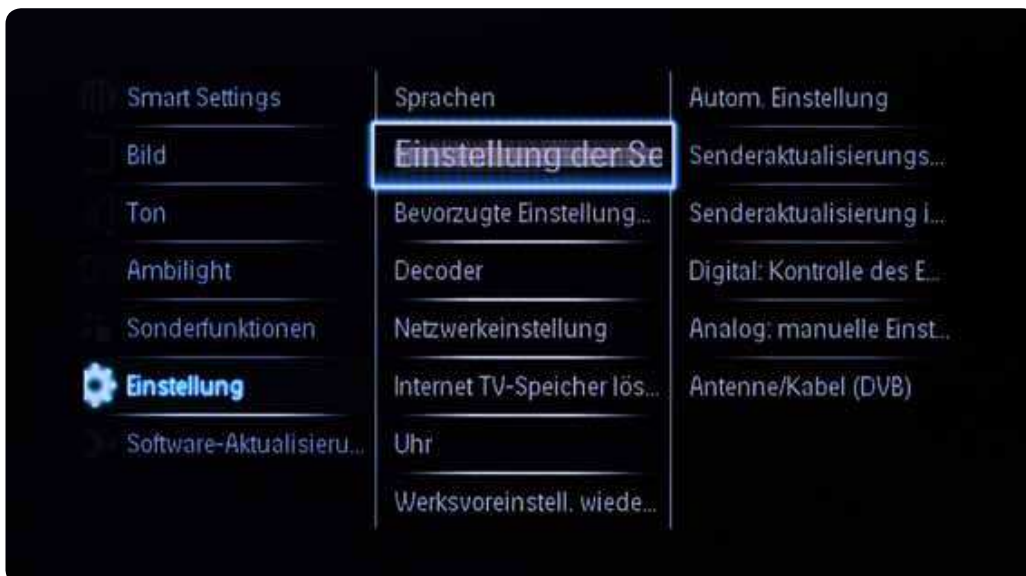 Smart Settings
Bild
Ton
Ambilight
Sonderfunktionen
Einstellung
Software-Aktualisieru...
Sprachen
Einstellung der Se
Bevorzugte Einstellung...
Decoder
Netzwerkeinstellung
Internet TV-Speicher lös...
Uhr
Werksvoreinstell. wiede...
Autom. Einstellung
Senderaktualisierungs...
Senderaktualisierung i...
Digital: Kontrolle des E...
Analog: manuelle Einst...
Antenne/Kabel (DVB)